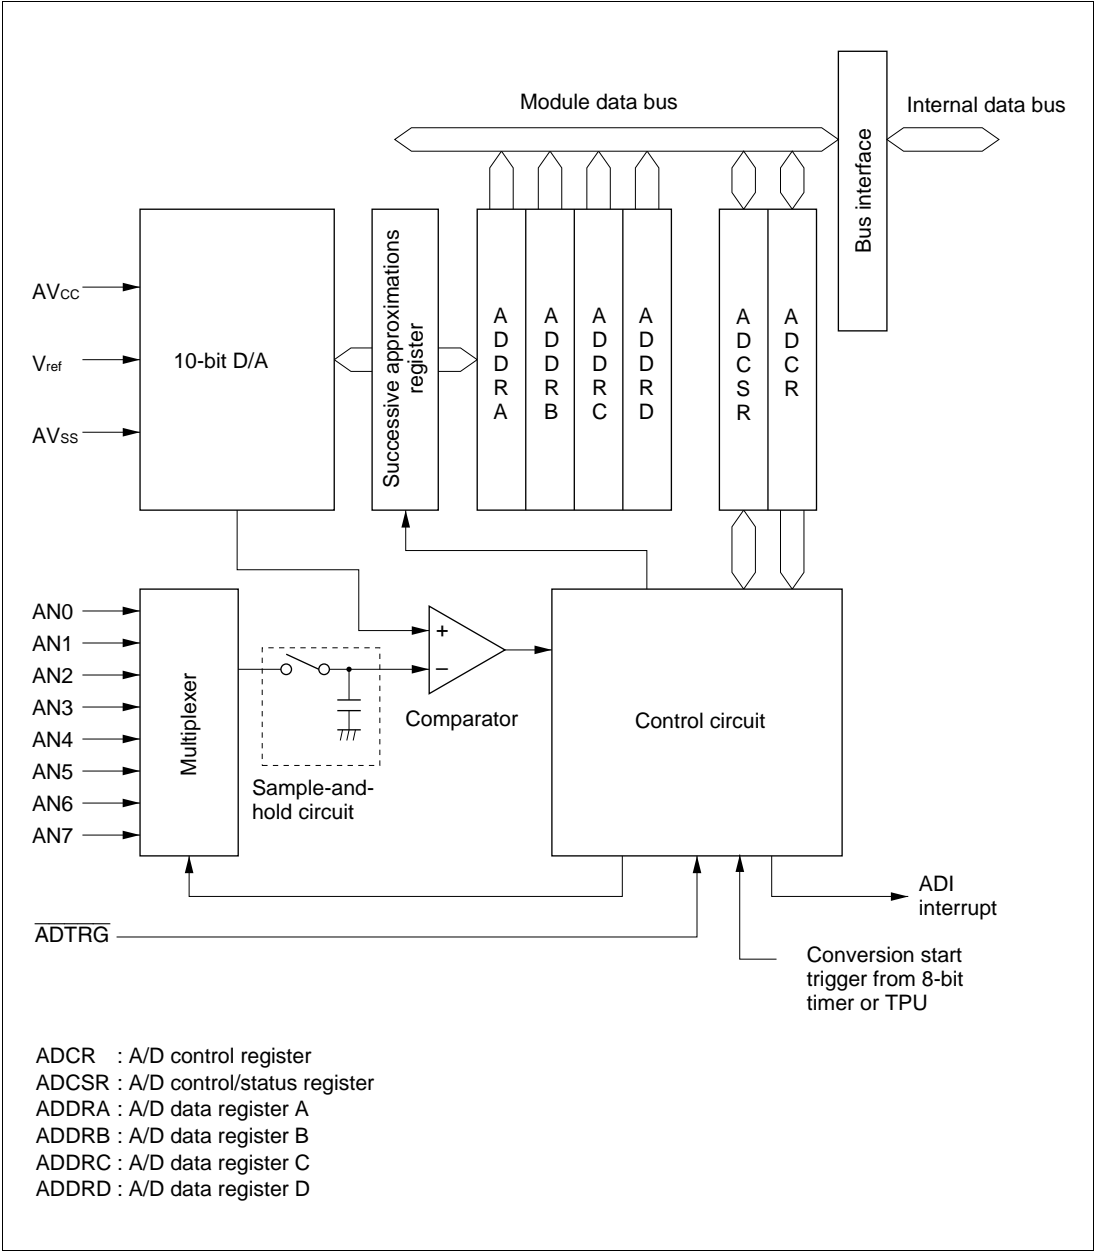 Module data bus
Internal data bus
Bus interface
AVCC
Vref
AVSS
10-bit D/A
Successive approximations
register
ADDRA
ADDRB
ADDRC
ADDRD
ADCSR
ADCR
AN0
AN1
AN2
AN3
AN4
AN5
AN6
AN7
Multiplexer
+
−
Comparator
Sample-and-
hold circuit
Control circuit
ADI
interrupt
ADTRG
Conversion start
trigger from 8-bit
timer or TPU
ADCR : A/D control register
ADCSR : A/D control/status register
ADDRA : A/D data register A
ADDRB : A/D data register B
ADDRC : A/D data register C
ADDRD : A/D data register D